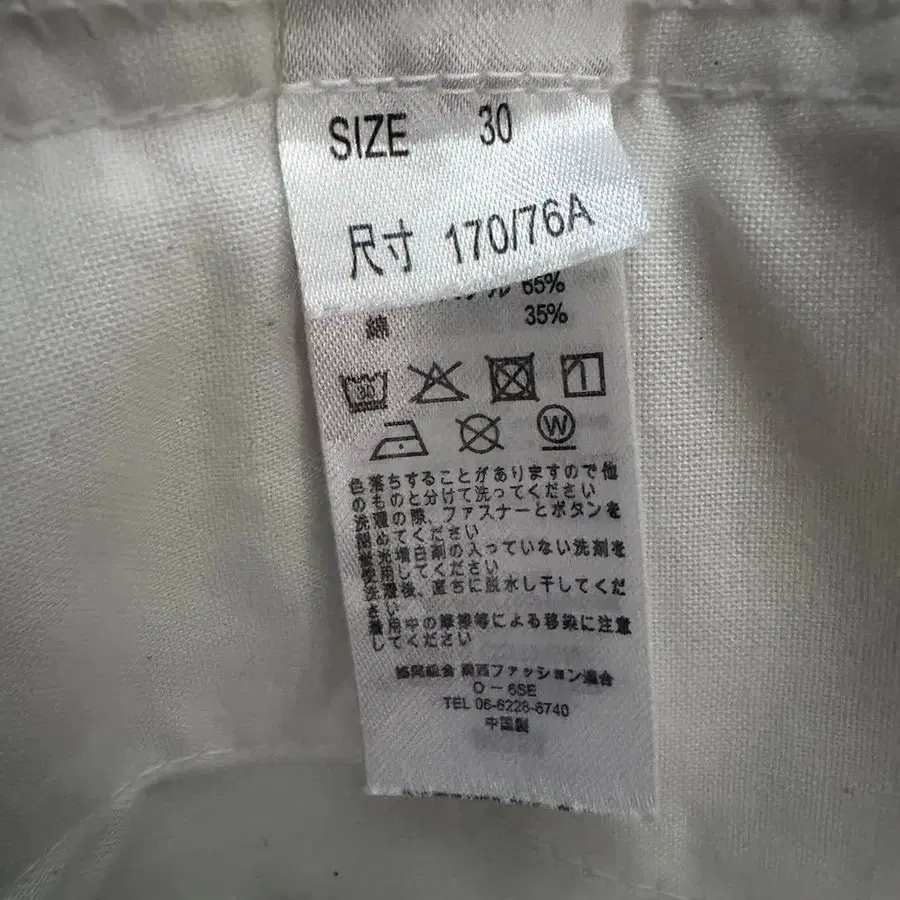 SIZE 30
尺寸 170/76A
65%
綿 35%
30
W
色落ちすることがありますので他
のものと分けて洗ってください
洗濯の際、ファスナーとボタンを
閉めてください
蛍光増白剤の入っていない洗剤を
使用してください
洗濯後、直ちに脱水し干してくだ
さい
着用中の摩擦等による移染に注意
してください
協同組合 関西ファッション連合
O-6SE
TEL 06-6228-6740
中国製